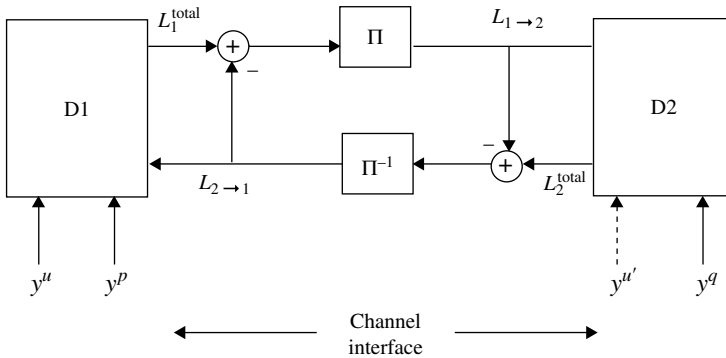 L₁^total
+
−
Π
L₁→₂
D1
D2
L₂→₁
Π⁻¹
−
+
L₂^total
y^u
y^p
y^u′
y^q
Channel
interface